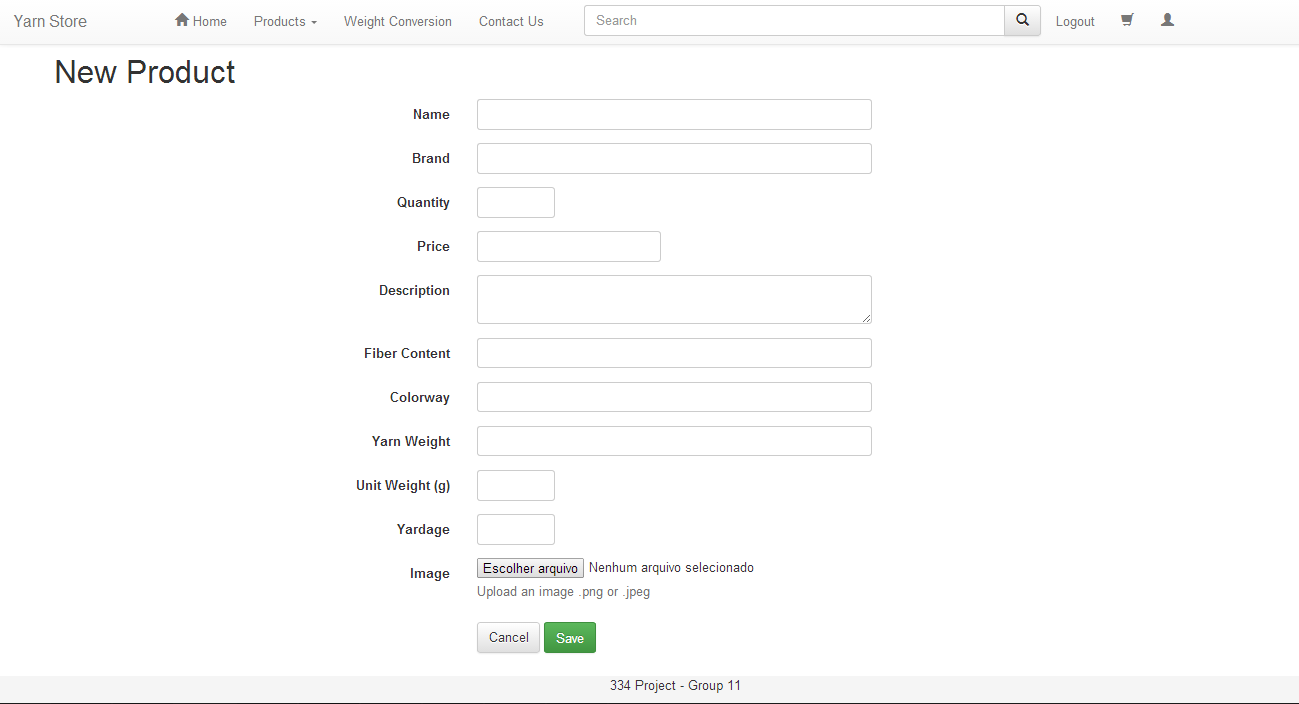 Yarn Store Home Products Weight Conversion Contact Us Search Logout
New Product
Name
Brand
Quantity
Price
Description
Fiber Content
Colorway
Yarn Weight
Unit Weight (g)
Yardage
Image Escolher arquivo Nenhum arquivo selecionado
Upload an image .png or .jpeg
Cancel Save
334 Project - Group 11